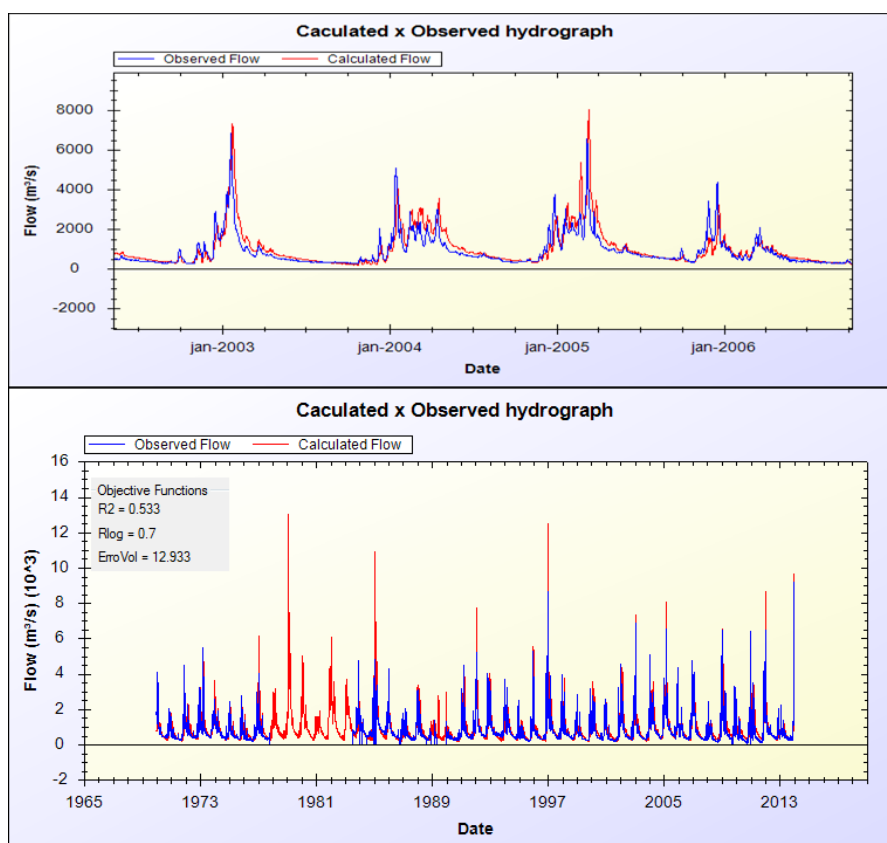 Caculated x Observed hydrograph
Observed Flow Calculated Flow
8000
6000
4000
2000
0
-2000
Flow (m³/s)
jan-2003 jan-2004 jan-2005 jan-2006
Date
Caculated x Observed hydrograph
Observed Flow Calculated Flow
16
14
12
10
8
6
4
2
0
-2
Flow (m³/s) (10^3)
Objective Functions
R2 = 0.533
Rlog = 0.7
ErroVol = 12.933
1965 1973 1981 1989 1997 2005 2013
Date